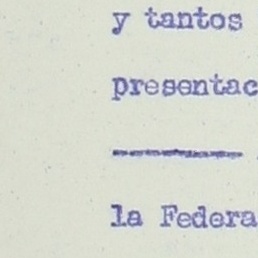 y tantos
presentac
la Federa